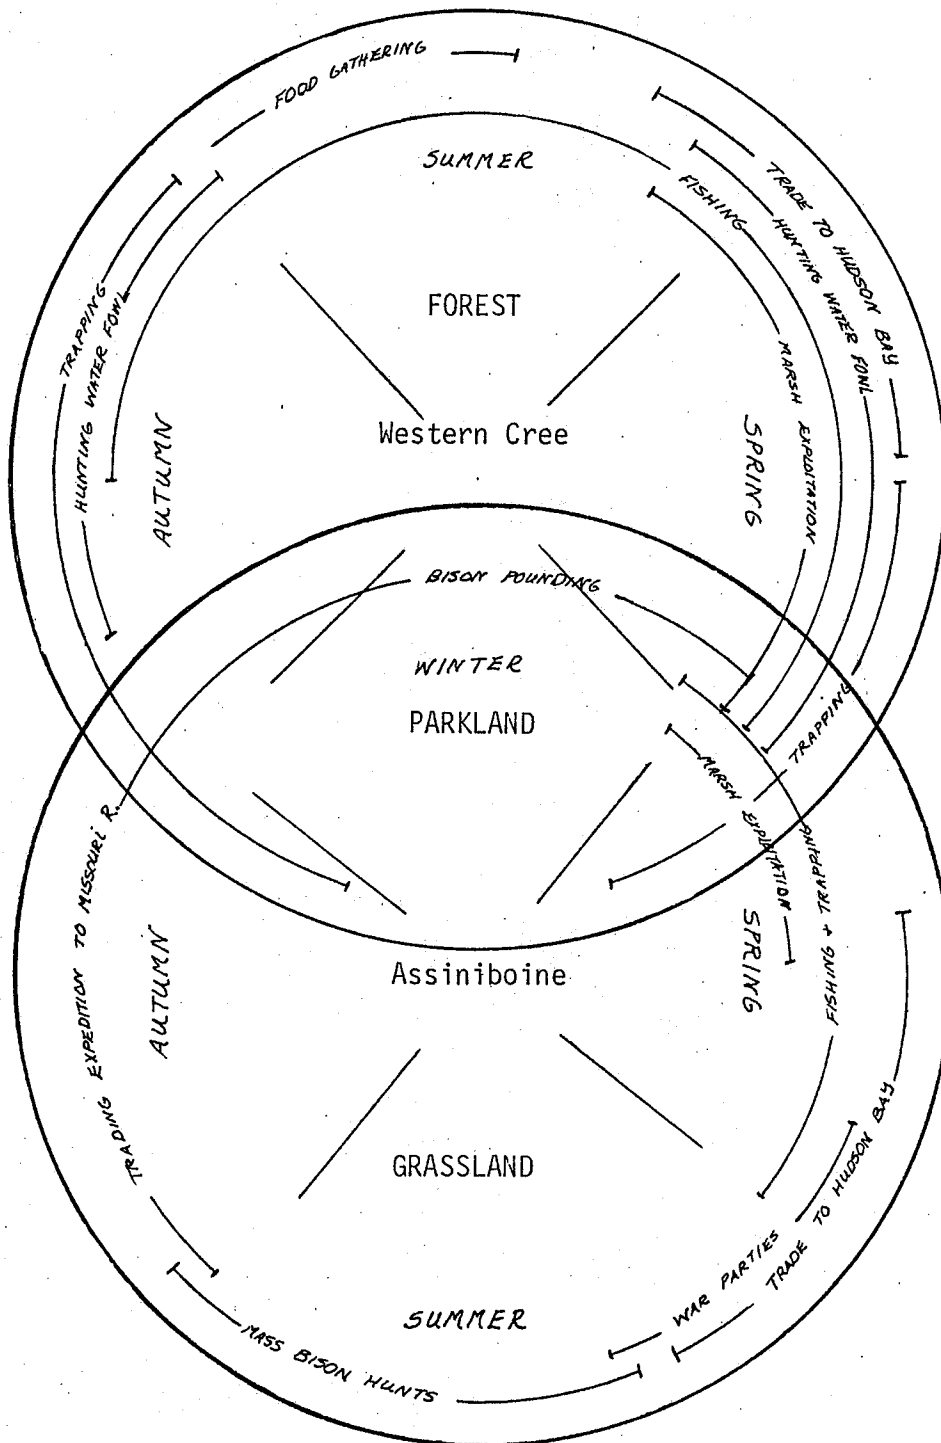 FOOD GATHERING
SUMMER
FISHING
TRADE TO HUDSON BAY
HUNTING WATER FOWL
TRAPPING
HUNTING WATER FOWL
FOREST
MARSH EXPLOITATION
Western Cree
AUTUMN
SPRING
BISON POUNDING
WINTER
PARKLAND
TRAPPING
MARSH EXPLOITATION
FISHING + TRAPPING
TRADING EXPEDITION TO MISSOURI R.
AUTUMN
SPRING
Assiniboine
GRASSLAND
WAR PARTIES
TRADE TO HUDSON BAY
SUMMER
MASS BISON HUNTS